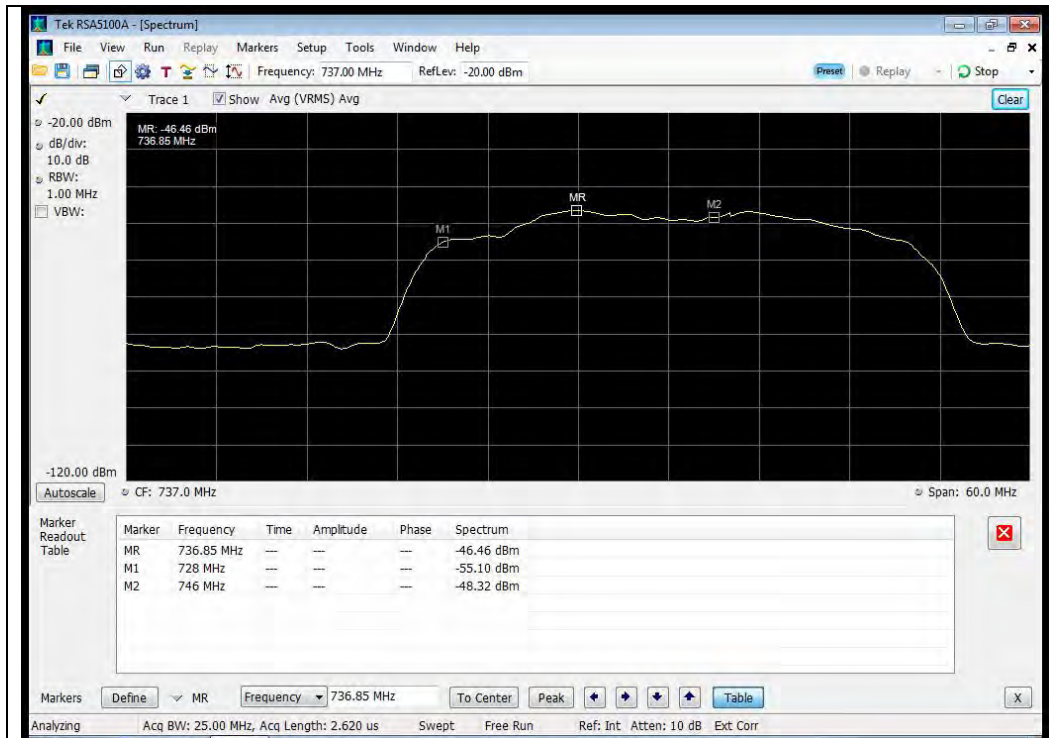 Tek RSA5100A - [Spectrum]
File View Run Replay Markers Setup Tools Window Help
T Frequency: 737.00 MHz RefLev: -20.00 dBm Preset Replay Stop
Trace 1 Show Avg (VRMS) Avg Clear
-20.00 dBm
dB/div:
10.0 dB
RBW:
1.00 MHz
VBW:
MR: -46.46 dBm
736.85 MHz
MR
M2
M1
-120.00 dBm
Autoscale CF: 737.0 MHz Span: 60.0 MHz
Marker Readout Table
Marker Frequency Time Amplitude Phase Spectrum
MR 736.85 MHz --- --- --- -46.46 dBm
M1 728 MHz --- --- --- -55.10 dBm
M2 746 MHz --- --- --- -48.32 dBm
Markers Define MR Frequency 736.85 MHz To Center Peak Table X
Analyzing Acq BW: 25.00 MHz, Acq Length: 2.620 us Swept Free Run Ref: Int Atten: 10 dB Ext Corr